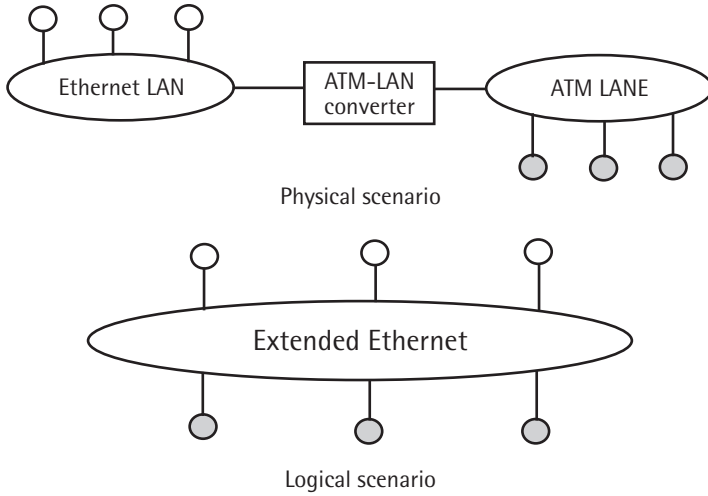 Ethernet LAN
ATM-LAN
converter
ATM LANE
Physical scenario
Extended Ethernet
Logical scenario